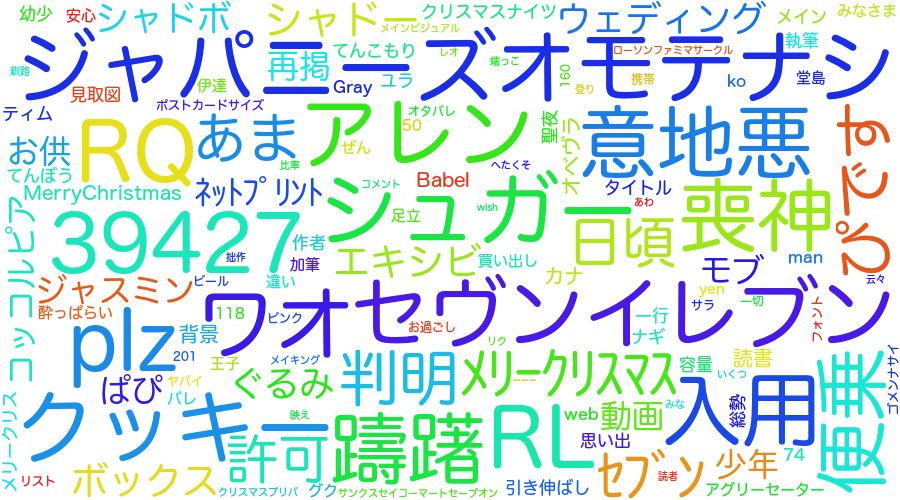 幼少
安心
シャドボ
シャドー
クリスマスナイツ
メインビジュアル
ウェディング
メイン
みなさま
執筆
ジャパニーズオモテナシ
釧路
見取図
伊達
再掲
てんこもり
ユラ
Gray
レオ
端っこ
ローソンファミマサークル
160
携帯
登り
ko
堂島
ティム
ポストカードサイズ
オタバレ
50
ぜん
アレン
聖夜
オベヴラ
意地悪
ぴです
お供
RQ
あま
比率
へたくそ
てんぼう
MerryChristmas
ネットプリント
Babel
コメント
wish
タイトル
あわ
39427
シュガー
足立
日頃
喪神
作者
加筆
拙作
エキシビ
買い出し
カナ
モブ
man
云々
コッコルピア
ジャスミン
ビール
違い
yen
サラ
一切
フォント
酔っぱらい
ワオセヴンイレブン
plz
背景
118
ピンク
お過ごし
一行
ナギ
201
王子
メイキング
リク
ぱぴ
ヤバイ
バレ
ぐるみ
判明
メリークリスマス
容量
読書
いくつ
ゴメンナサイ
便乗
メリークリス
クッキー
---
みな
入用
総勢
映え
躊躇
RL
web
動画
思い出
74
許可
ボックス
セブン
少年
読者
リスト
クリスマスプリパ
グク
サンクスセイコーマートセーブオン
引き伸ばし
アグリーセーター